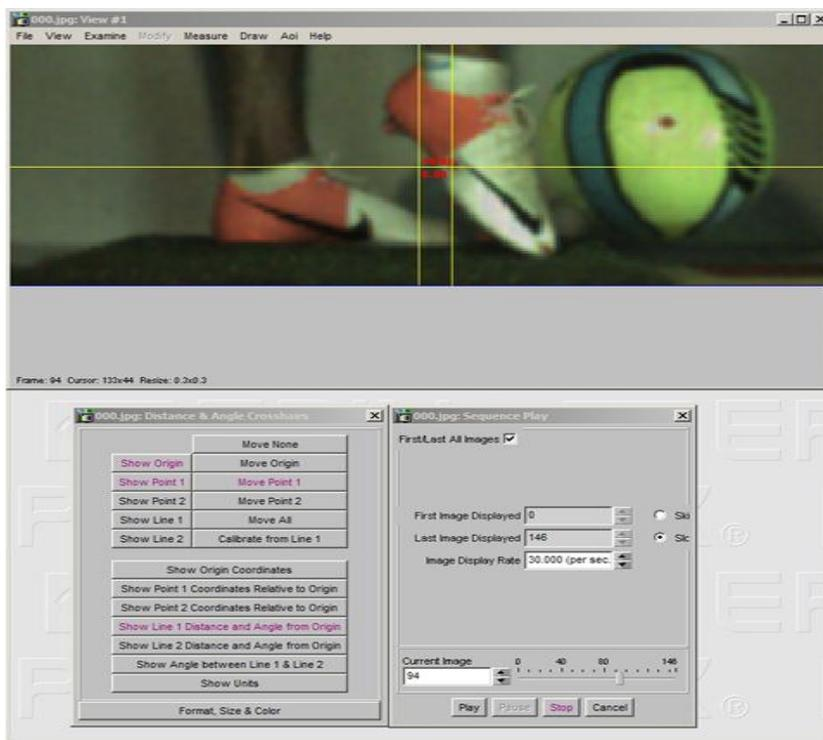 000.jpg: View #1
File View Examine Modify Measure Draw Aoi Help
Frame: 94 Cursor: 133x44 Resize: 0.3x0.3
000.jpg: Distance & Angle Crosshairs
Move None
Show Origin Move Origin
Show Point 1 Move Point 1
Show Point 2 Move Point 2
Show Line 1 Move All
Show Line 2 Calibrate from Line 1
Show Origin Coordinates
Show Point 1 Coordinates Relative to Origin
Show Point 2 Coordinates Relative to Origin
Show Line 1 Distance and Angle from Origin
Show Line 2 Distance and Angle from Origin
Show Angle between Line 1 & Line 2
Show Units
Format, Size & Color
000.jpg: Sequence Play
First/Last All Images
First Image Displayed 0 Ski
Last Image Displayed 146 Slc
Image Display Rate 30.000 (per sec.
Current Image 0 40 80 146
94
Play Pause Stop Cancel